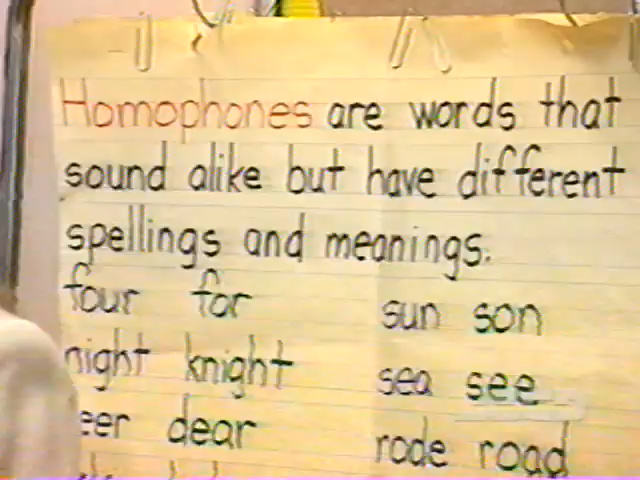 Homophones are words that
sound alike but have different
spellings and meanings.
four for sun son
night knight sea see
eer dear rode road